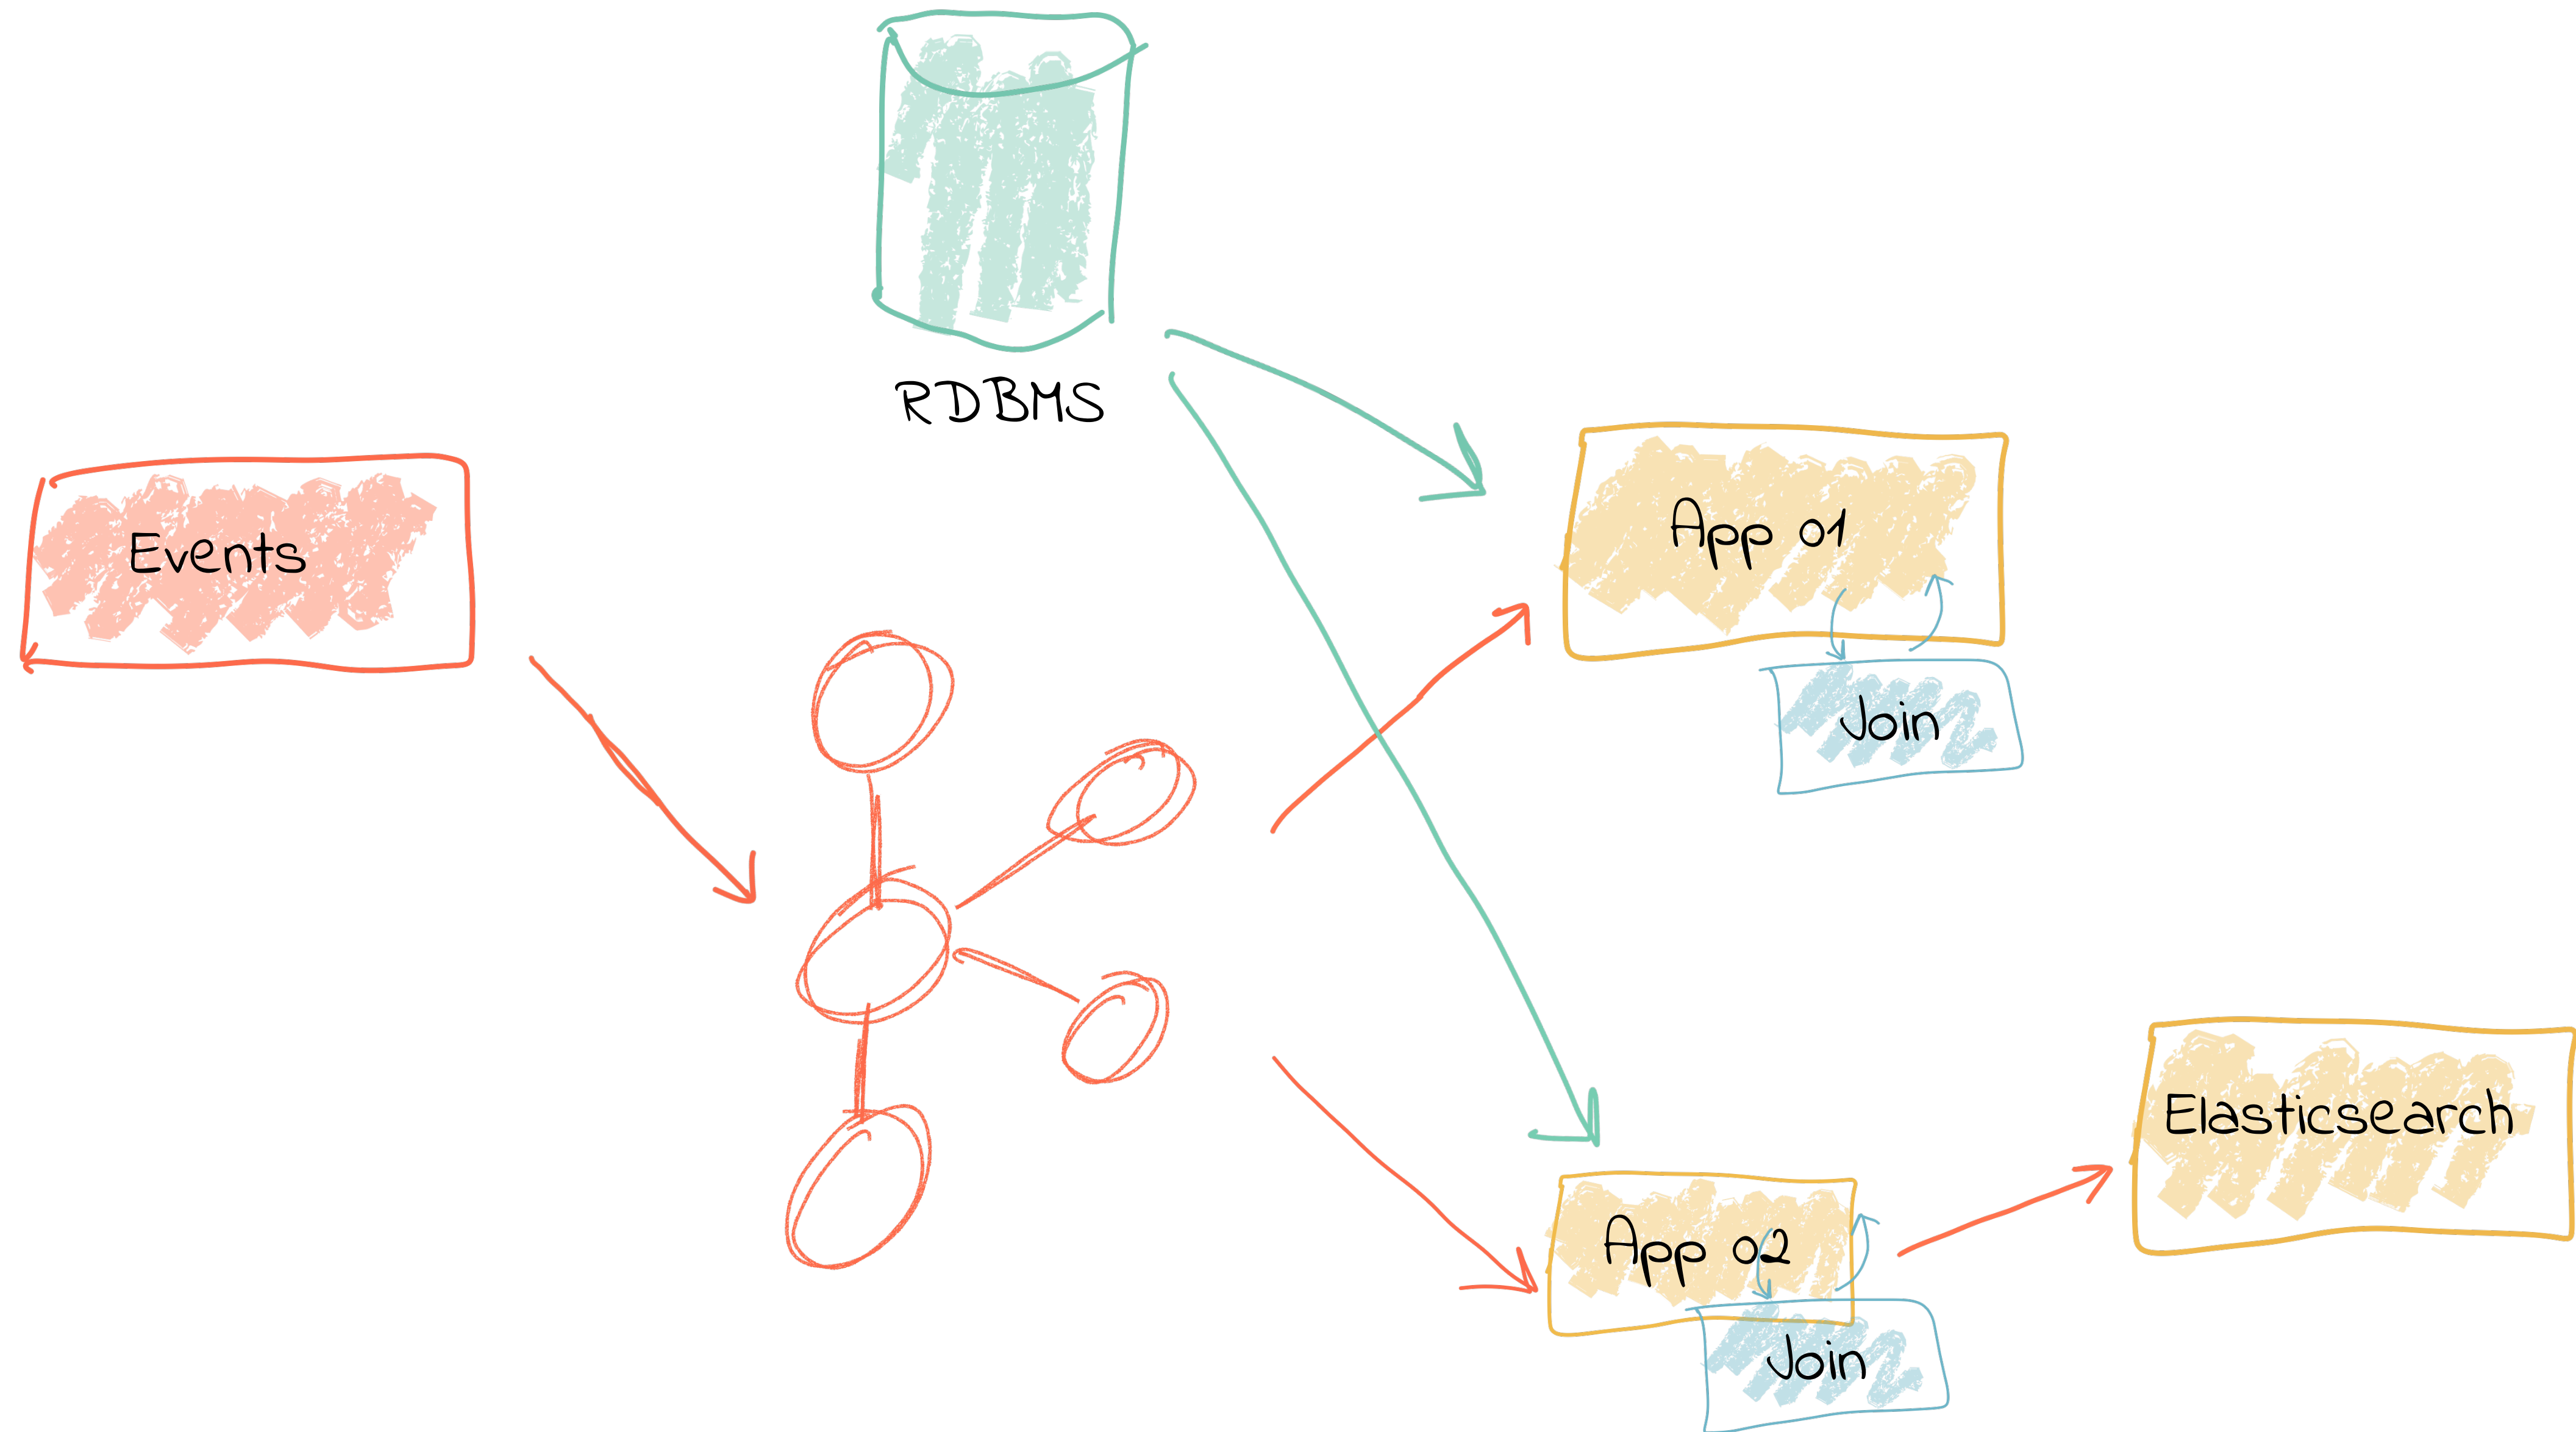 RDBMS
Events
App 01
Join
Elasticsearch
App 02
Join